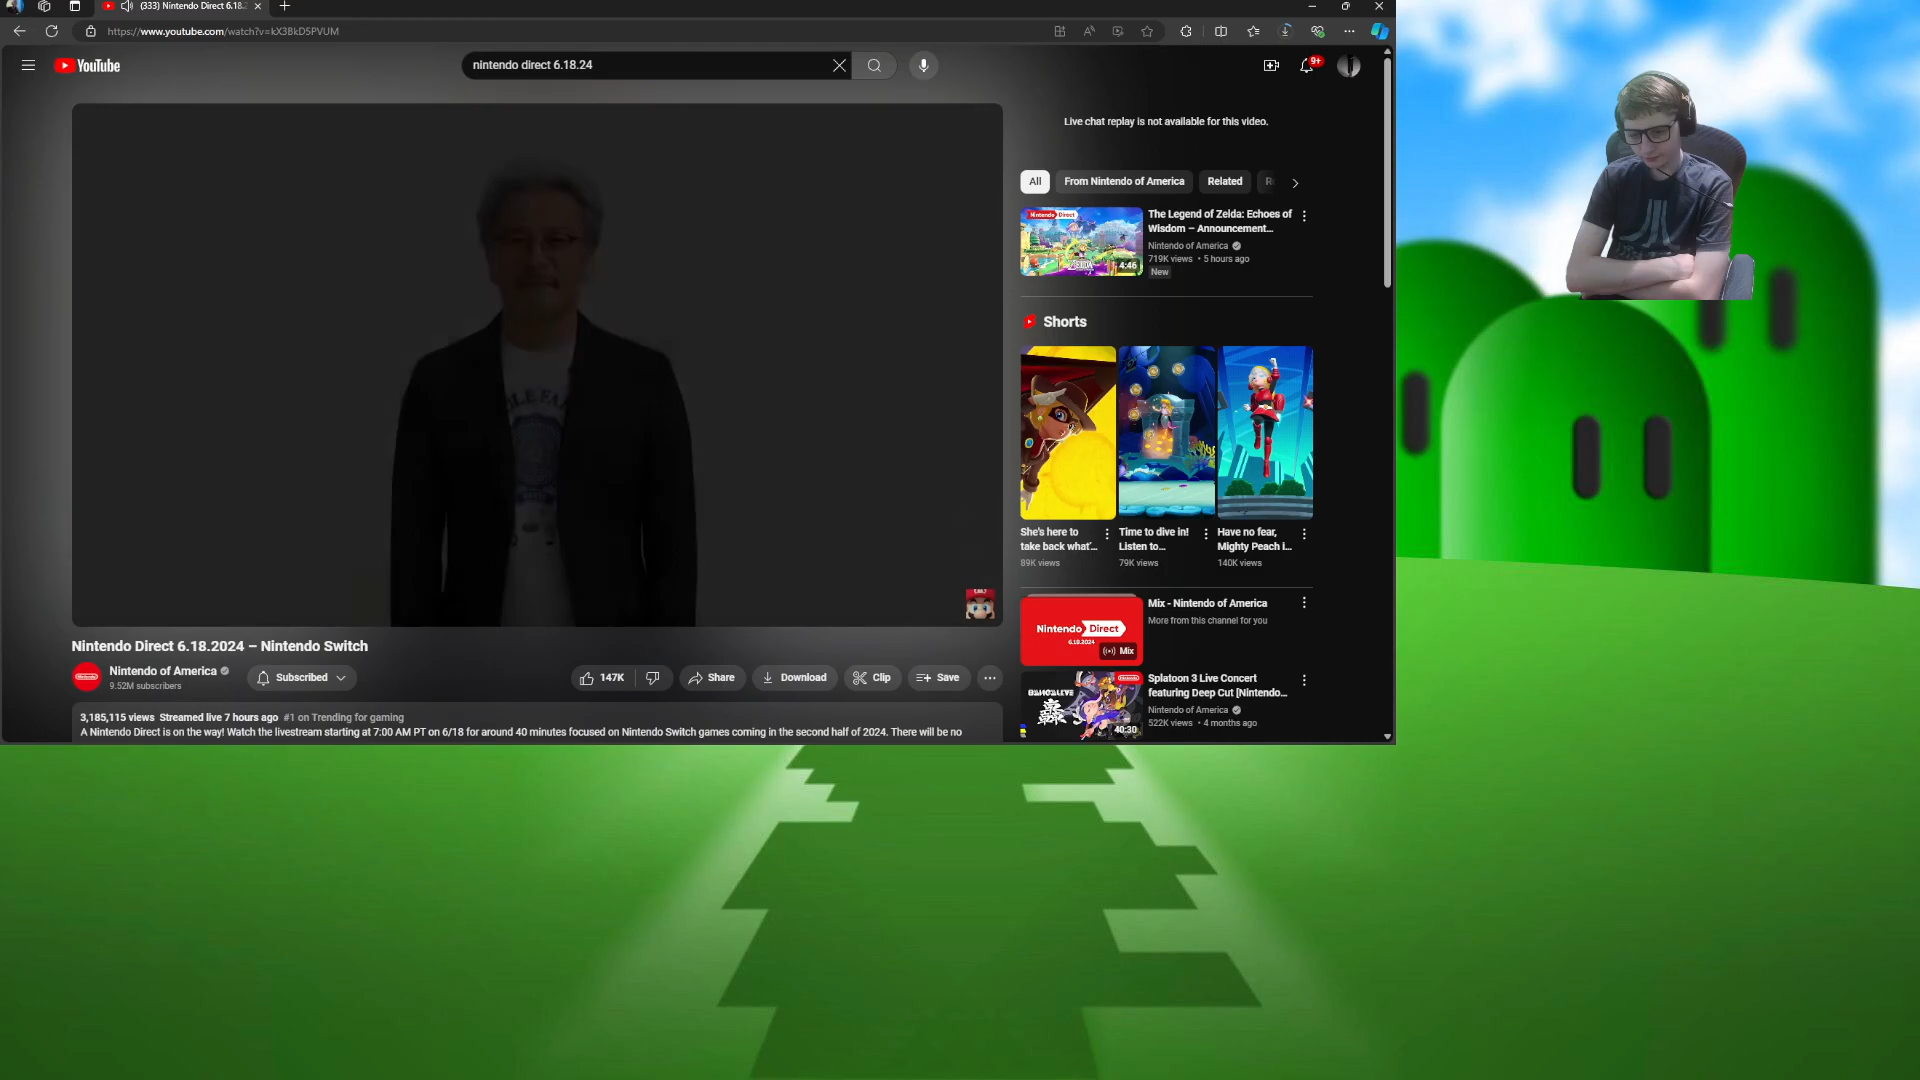 (333) Nintendo Direct 6.18.2
https://www.youtube.com/watch?v=kX3BkD5PVUM
YouTube
nintendo direct 6.18.24
9+
Live chat replay is not available for this video.
All
From Nintendo of America
Related
Nintendo Direct
ZELDA
4:46
The Legend of Zelda: Echoes of
Wisdom – Announcement...
Nintendo of America
719K views • 5 hours ago
New
Shorts
She's here to
take back what'...
89K views
Time to dive in!
Listen to...
79K views
Have no fear,
Mighty Peach i...
140K views
Nintendo Direct
6.18.2024
Mix
Mix - Nintendo of America
More from this channel for you
40:30
Splatoon 3 Live Concert
featuring Deep Cut [Nintendo...
Nintendo of America
522K views • 4 months ago
Nintendo Direct 6.18.2024 – Nintendo Switch
Nintendo of America
9.52M subscribers
Subscribed
147K
Share
Download
Clip
Save
3,185,115 views Streamed live 7 hours ago #1 on Trending for gaming
A Nintendo Direct is on the way! Watch the livestream starting at 7:00 AM PT on 6/18 for around 40 minutes focused on Nintendo Switch games coming in the second half of 2024. There will be no